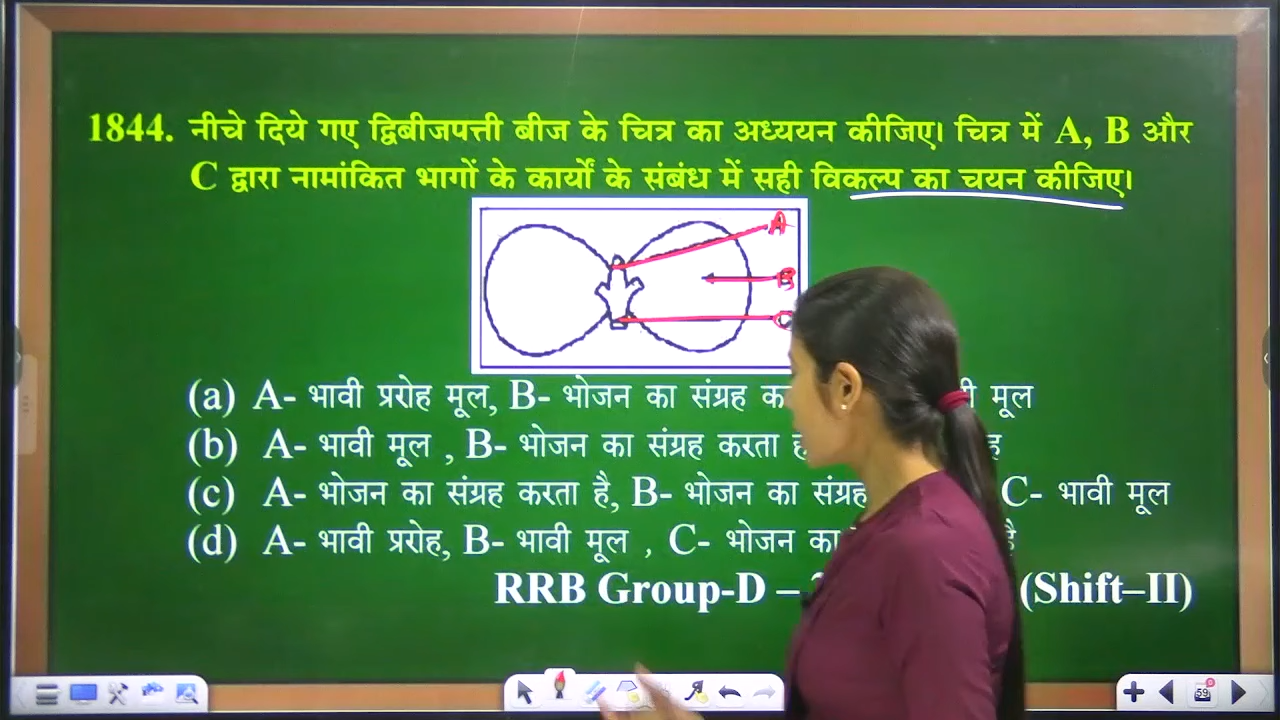 1844. नीचे दिये गए द्विबीजपत्ती बीज के चित्र का अध्ययन कीजिए। चित्र में A, B और
C द्वारा नामांकित भागों के कार्यों के संबंध में सही विकल्प का चयन कीजिए।
A
B
C
(a) A- भावी प्ररोह मूल, B- भोजन का संग्रह मूल
(b) A- भावी मूल , B- भोजन का संग्रह करता
(c) A- भोजन का संग्रह करता है, B- भोजन का संग्रह C- भावी मूल
(d) A- भावी प्ररोह, B- भावी मूल , C- भोजन का है
RRB Group-D – (Shift–II)
59